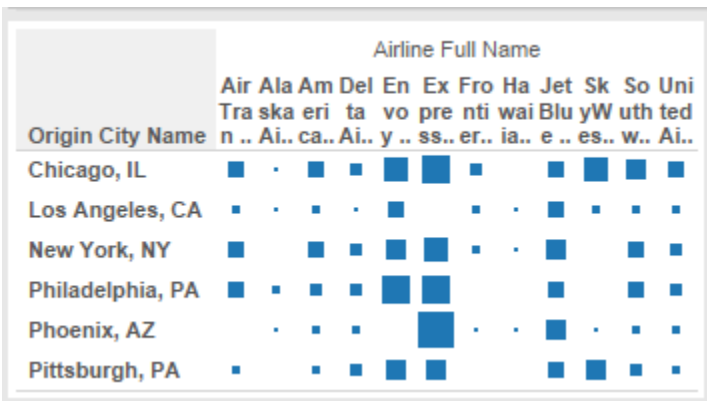 Airline Full Name
Air Ala Am Del En Ex Fro Ha Jet Sk So Uni
Tra ska eri ta vo pre nti wai Blu yW uth ted
Origin City Name n .. Ai.. ca.. Ai.. y .. ss.. er.. ia.. e .. es.. w.. Ai..
Chicago, IL
Los Angeles, CA
New York, NY
Philadelphia, PA
Phoenix, AZ
Pittsburgh, PA